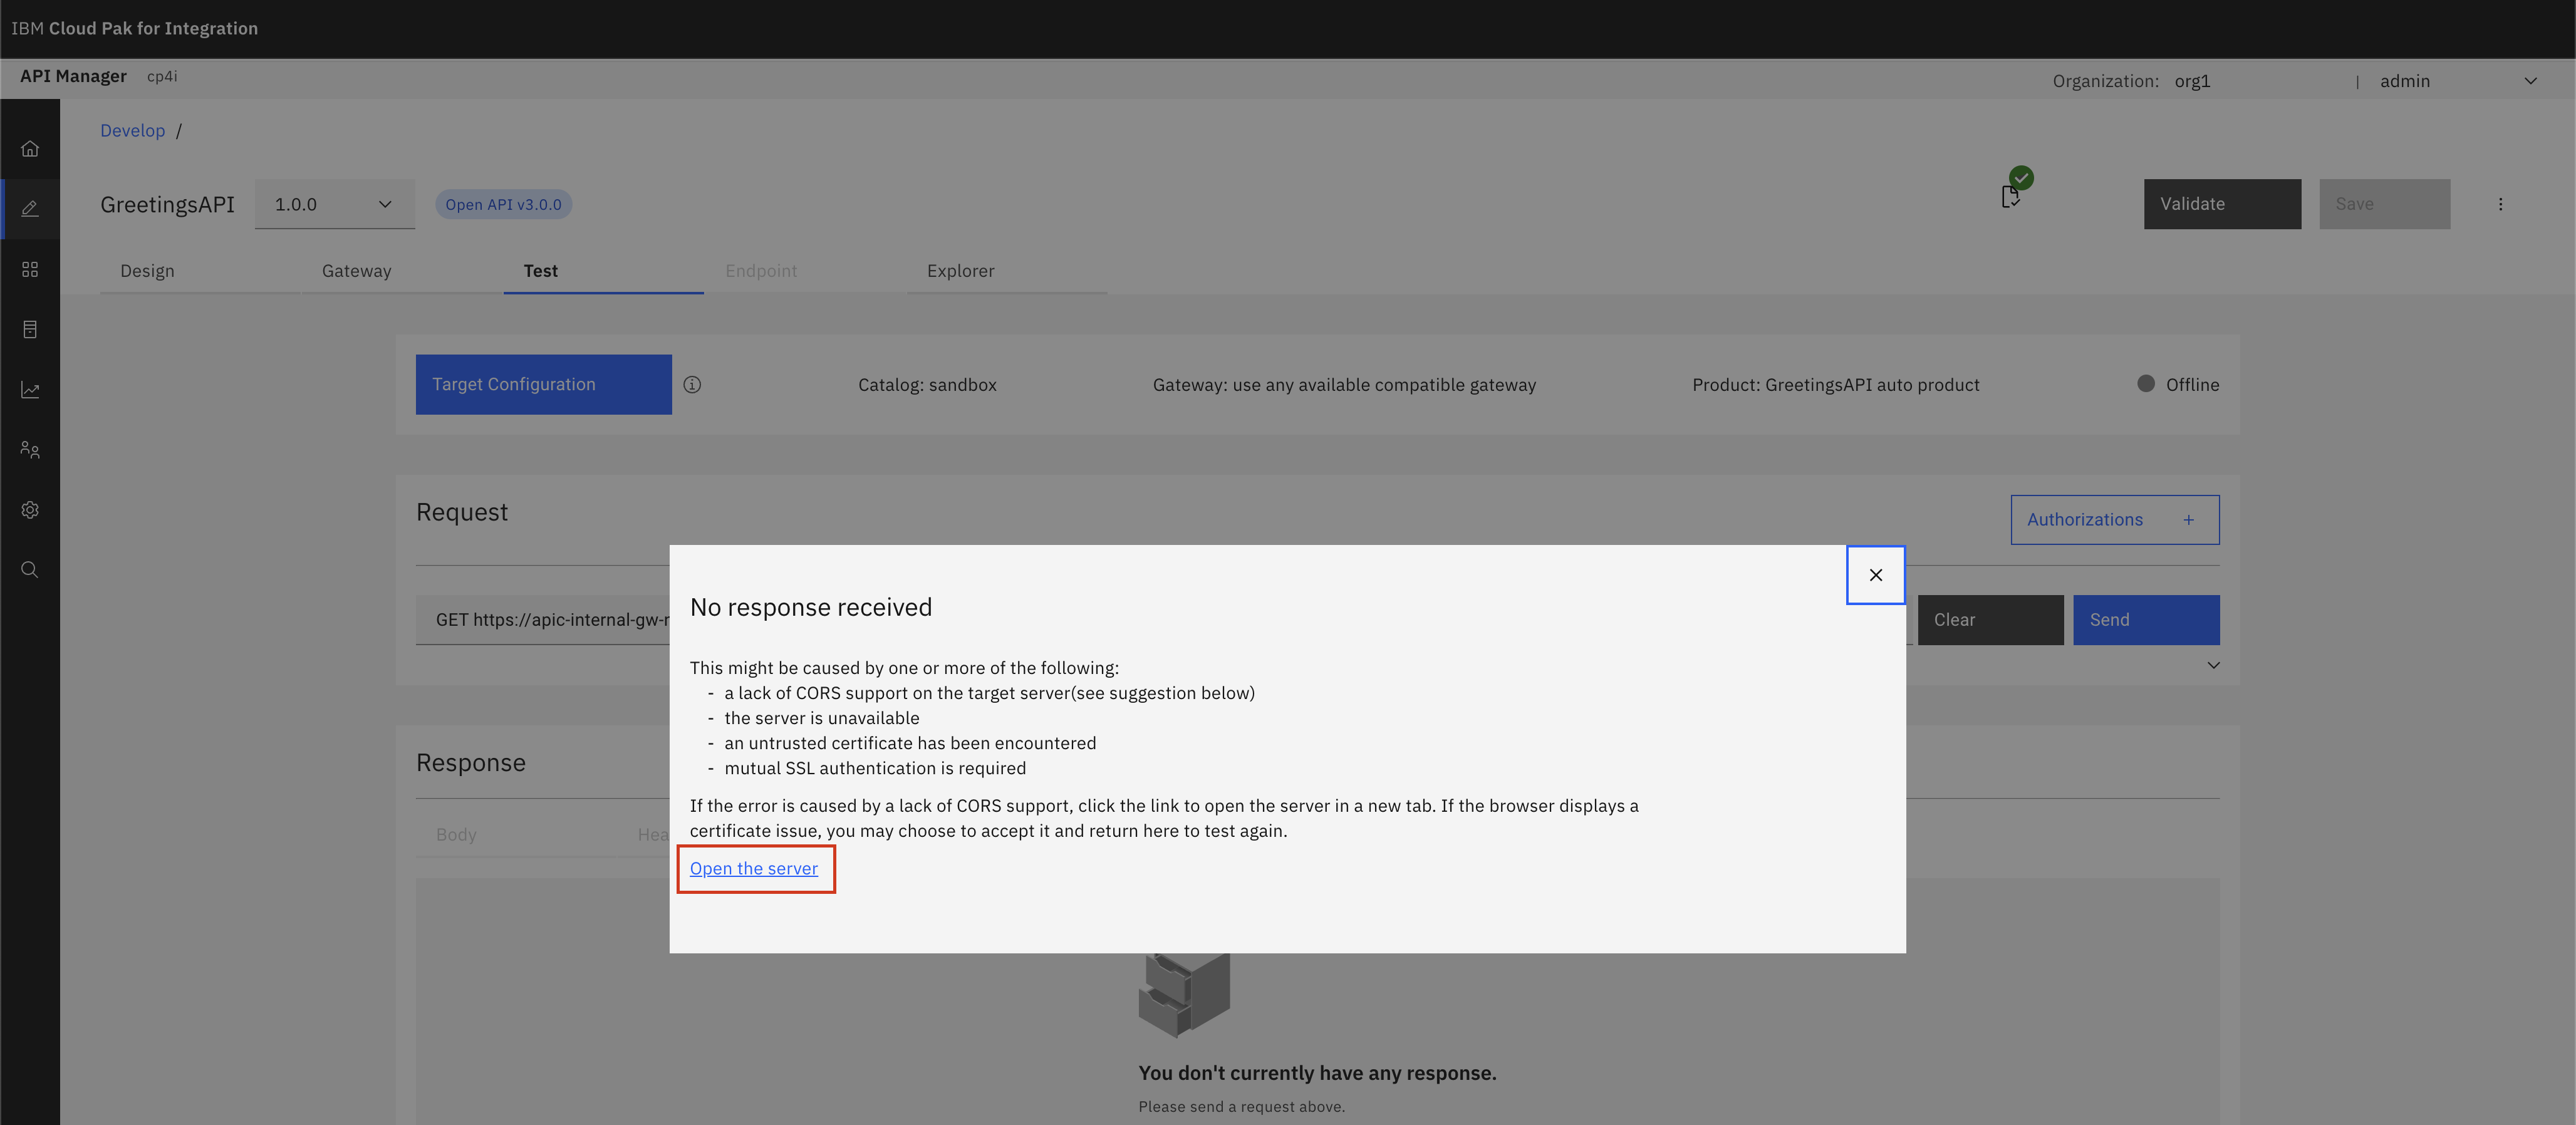 IBM Cloud Pak for Integration
API Manager cp4i
Organization: org1 | admin
Develop /
GreetingsAPI 1.0.0 Open API v3.0.0
Validate Save
Design Gateway Test Endpoint Explorer
Target Configuration Catalog: sandbox Gateway: use any available compatible gateway Product: GreetingsAPI auto product Offline
Request
Authorizations +
No response received
GET https://apic-internal-gw-r
Clear Send
This might be caused by one or more of the following:
- a lack of CORS support on the target server(see suggestion below)
- the server is unavailable
- an untrusted certificate has been encountered
- mutual SSL authentication is required
Response
If the error is caused by a lack of CORS support, click the link to open the server in a new tab. If the browser displays a
certificate issue, you may choose to accept it and return here to test again.
Body Hea
Open the server
You don't currently have any response.
Please send a request above.